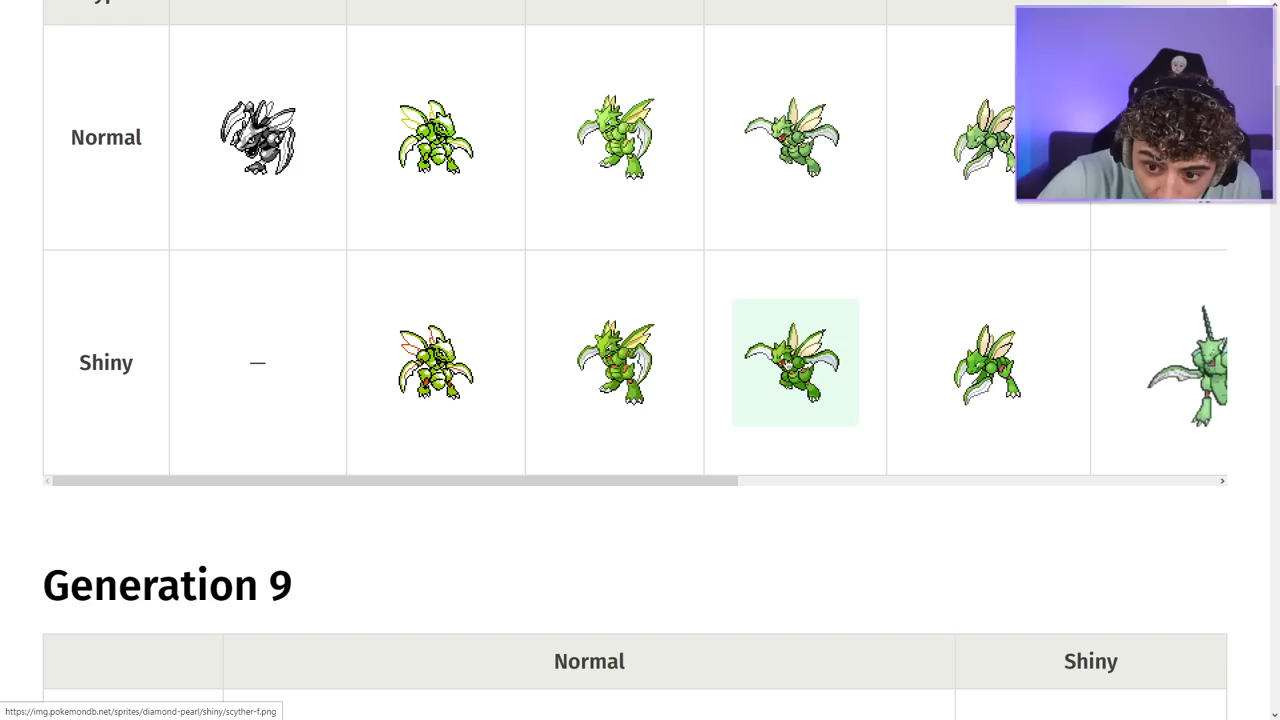 Normal
Shiny
—
Generation 9
Normal
Shiny
https://img.pokemondb.net/sprites/diamond-pearl/shiny/scyther-f.png